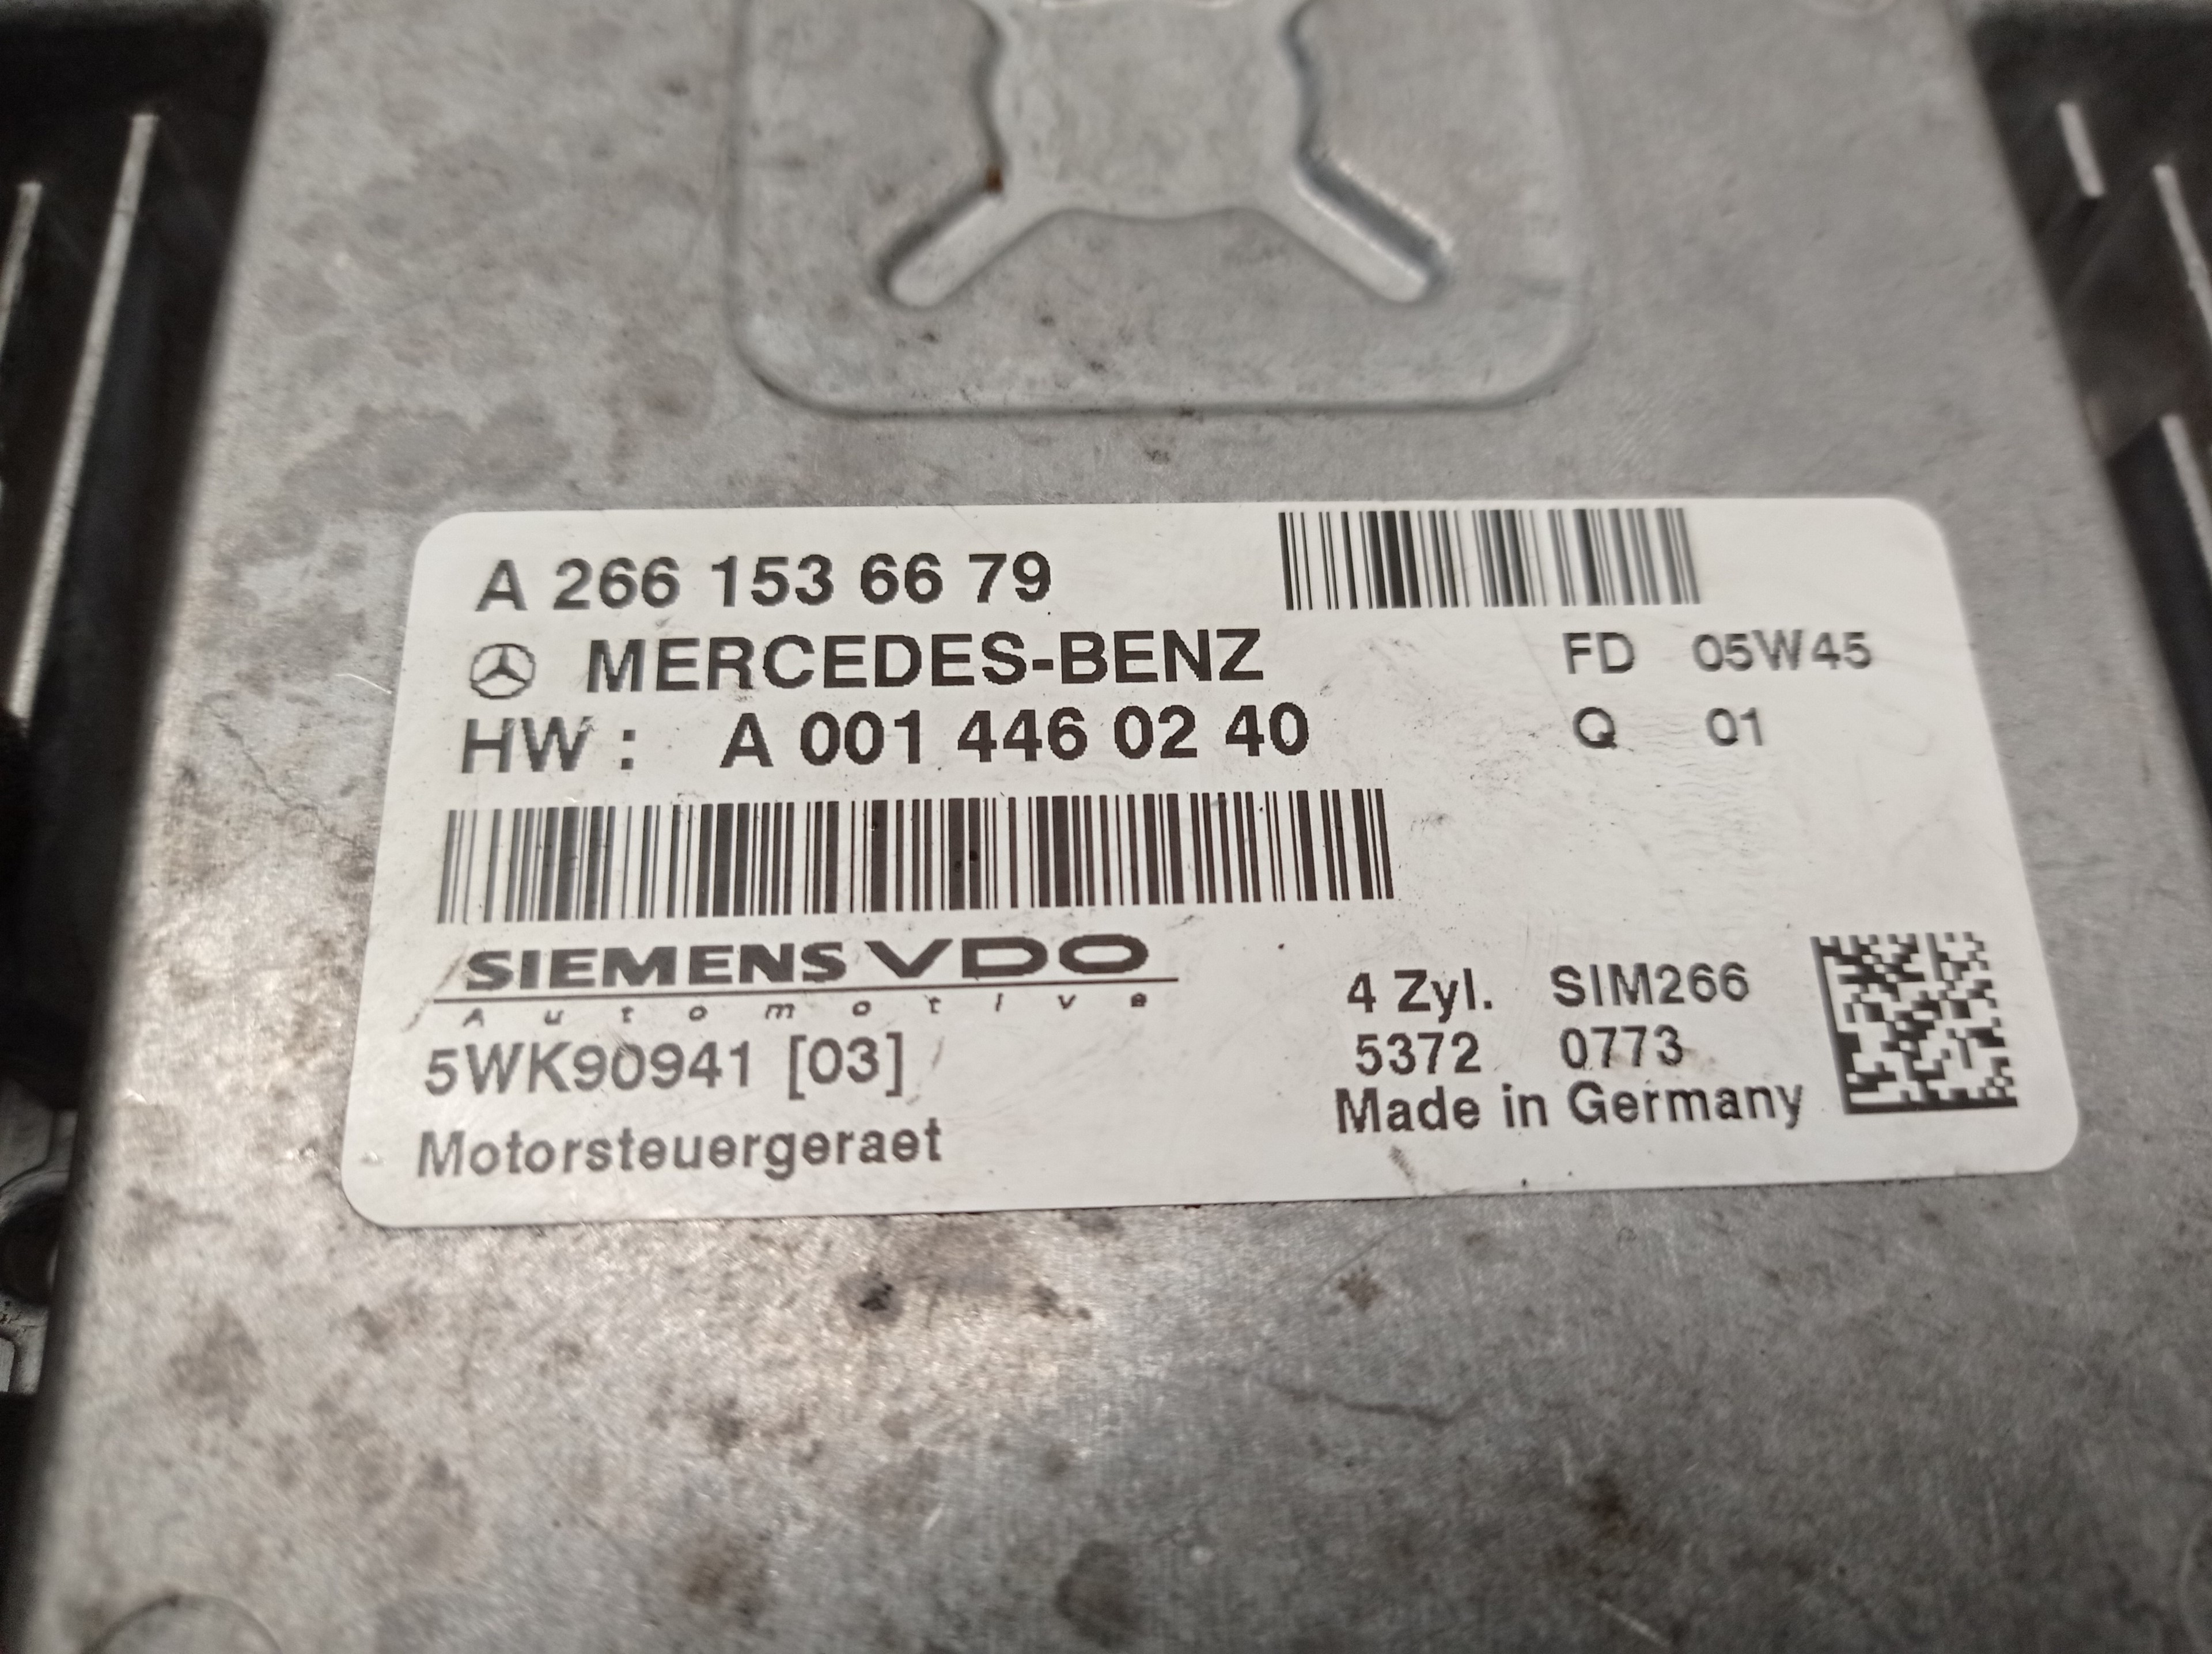 A 266 153 66 79
MERCEDES-BENZ
FD 05W45
HW : A 001 446 02 40
Q 01
SIEMENS VDO
Automotive
4 Zyl. SIM266
5WK90941 [03]
5372 0773
Motorsteuergeraet
Made in Germany